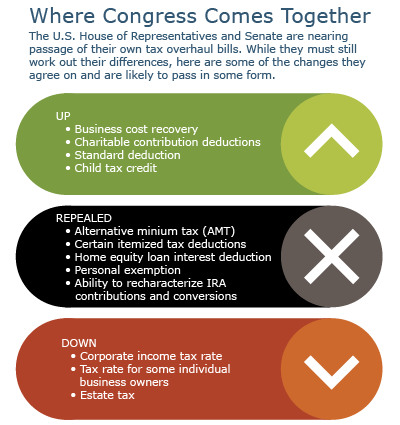 Where Congress Comes Together
The U.S. House of Representatives and Senate are nearing
passage of their own tax overhaul bills. While they must still
work out their differences, here are some of the changes they
agree on and are likely to pass in some form.
UP
• Business cost recovery
• Charitable contribution deductions
• Standard deduction
• Child tax credit
REPEALED
• Alternative minium tax (AMT)
• Certain itemized tax deductions
• Home equity loan interest deduction
• Personal exemption
• Ability to recharacterize IRA
contributions and conversions
DOWN
• Corporate income tax rate
• Tax rate for some individual
business owners
• Estate tax